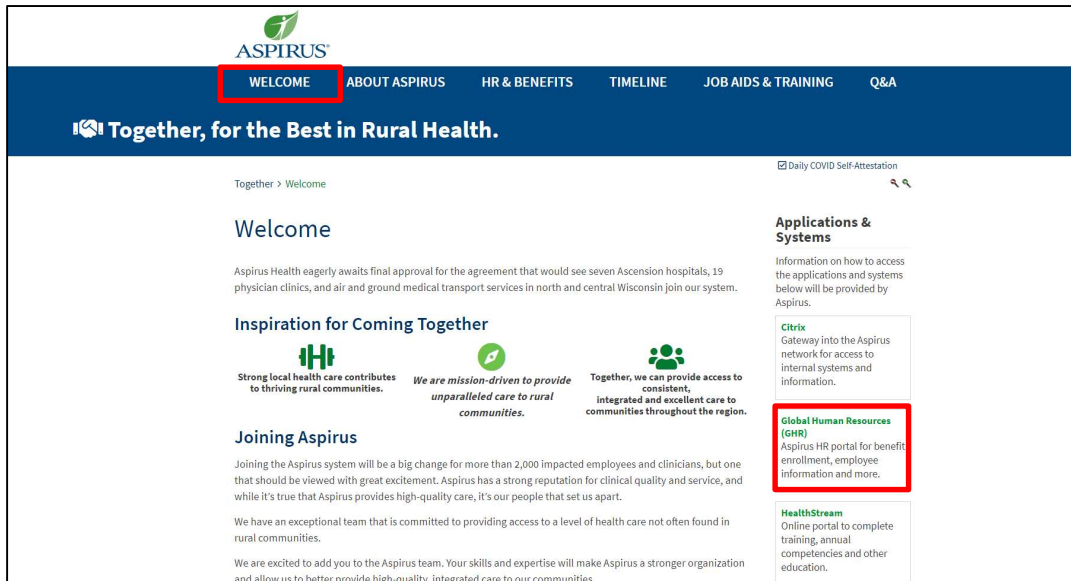 ASPIRUS®
WELCOME ABOUT ASPIRUS HR & BENEFITS TIMELINE JOB AIDS & TRAINING Q&A
Together, for the Best in Rural Health.
Daily COVID Self-Attestation
Together > Welcome
Welcome
Aspirus Health eagerly awaits final approval for the agreement that would see seven Ascension hospitals, 19
physician clinics, and air and ground medical transport services in north and central Wisconsin join our system.
Inspiration for Coming Together
Strong local health care contributes
to thriving rural communities.
We are mission-driven to provide
unparalleled care to rural
communities.
Together, we can provide access to
consistent,
integrated and excellent care to
communities throughout the region.
Joining Aspirus
Joining the Aspirus system will be a big change for more than 2,000 impacted employees and clinicians, but one
that should be viewed with great excitement. Aspirus has a strong reputation for clinical quality and service, and
while it's true that Aspirus provides high-quality care, it's our people that set us apart.
We have an exceptional team that is committed to providing access to a level of health care not often found in
rural communities.
We are excited to add you to the Aspirus team. Your skills and expertise will make Aspirus a stronger organization
and allow us to better provide high-quality, integrated care to our communities.
Applications &
Systems
Information on how to access
the applications and systems
below will be provided by
Aspirus.
Citrix
Gateway into the Aspirus
network for access to
internal systems and
information.
Global Human Resources
(GHR)
Aspirus HR portal for benefit
enrollment, employee
information and more.
HealthStream
Online portal to complete
training, annual
competencies and other
education.